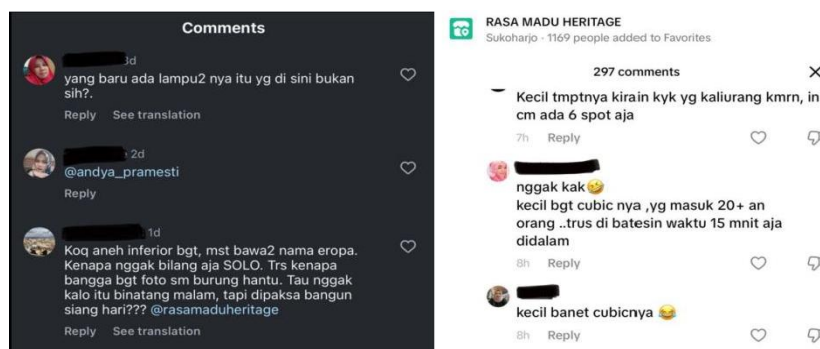 Comments
3d
yang baru ada lampu2 nya itu yg di sini bukan
sih?.
Reply See translation
2d
@andya_pramesti
Reply
1d
Koq aneh inferior bgt, mst bawa2 nama eropa.
Kenapa nggak bilang aja SOLO. Trs kenapa
bangga bgt foto sm burung hantu. Tau nggak
kalo itu binatang malam, tapi dipaksa bangun
siang hari??? @rasamaduheritage
Reply See translation
RASA MADU HERITAGE
Sukoharjo · 1169 people added to Favorites
297 comments
Kecil tmptnya kirain kyk yg kaliurang kmrn, in
cm ada 6 spot aja
7h Reply
nggak kak🤣
kecil bgt cubic nya ,yg masuk 20+ an
orang ..trus di batesin waktu 15 mnit aja
didalam
8h Reply
kecil banet cubicnya 😂
8h Reply